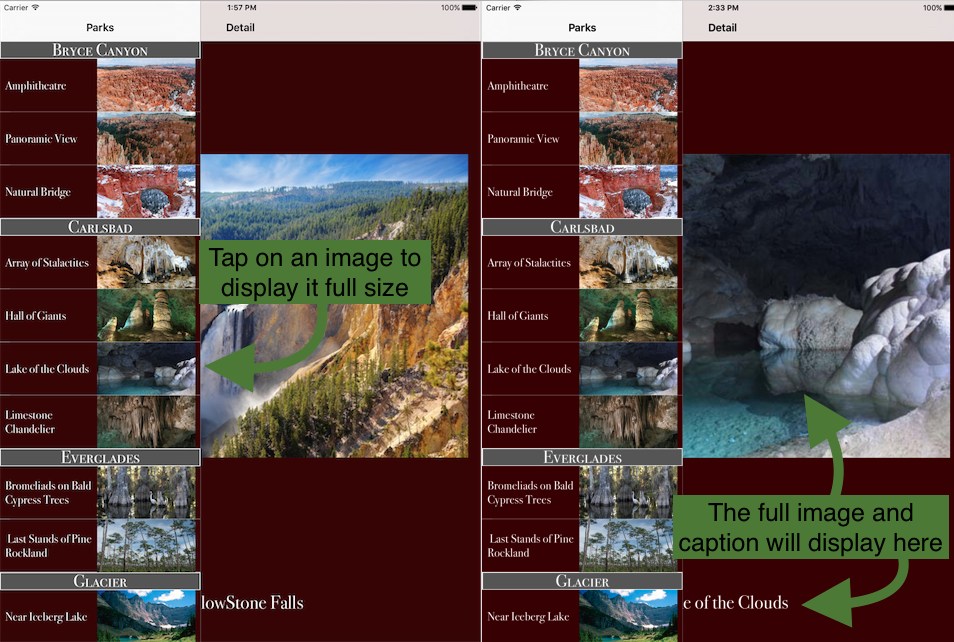 Carrier
1:57 PM
100%
Parks
Detail
BRYCE CANYON
Amphitheatre
Panoramic View
Natural Bridge
CARLSBAD
Array of Stalactites
Hall of Giants
Lake of the Clouds
Limestone
Chandelier
EVERGLADES
Bromeliads on Bald
Cypress Trees
Last Stands of Pine
Rockland
GLACIER
Near Iceberg Lake
Tap on an image to
display it full size
lowStone Falls
Carrier
2:33 PM
100%
Parks
Detail
BRYCE CANYON
Amphitheatre
Panoramic View
Natural Bridge
CARLSBAD
Array of Stalactites
Hall of Giants
Lake of the Clouds
Limestone
Chandelier
EVERGLADES
Bromeliads on Bald
Cypress Trees
Last Stands of Pine
Rockland
GLACIER
Near Iceberg Lake
The full image and
caption will display here
e of the Clouds